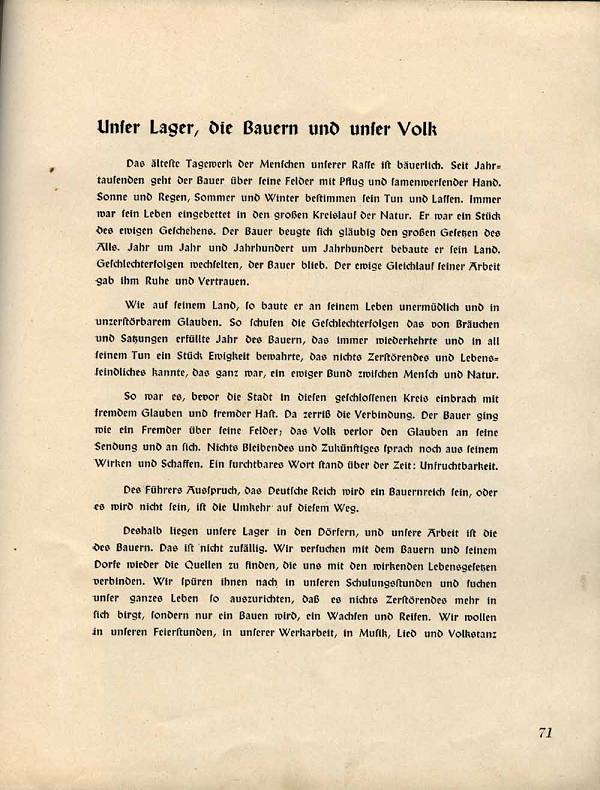 Unser Lager, die Bauern und unser Volk
Das älteste Tagewerk der Menschen unserer Rasse ist bäuerlich. Seit Jahr-
tausenden geht der Bauer über seine Felder mit Pflug und samenwerfender Hand.
Sonne und Regen, Sommer und Winter bestimmen sein Tun und Lassen. Immer
war sein Leben eingebettet in den großen Kreislauf der Natur. Er war ein Stück
des ewigen Geschehens. Der Bauer beugte sich gläubig den großen Gesetzen des
Alls. Jahr um Jahr und Jahrhundert um Jahrhundert bebaute er sein Land.
Geschlechterfolgen wechselten, der Bauer blieb. Der ewige Gleichlauf seiner Arbeit
gab ihm Ruhe und Vertrauen.
Wie auf seinem Land, so baute er an seinem Leben unermüdlich und in
unzerstörbarem Glauben. So schufen die Geschlechterfolgen das von Bräuchen
und Satzungen erfüllte Jahr des Bauern, das immer wiederkehrte und in all
seinem Tun ein Stück Ewigkeit bewahrte, das nichts Zerstörendes und Lebens-
feindliches kannte, das ganz war, ein ewiger Bund zwischen Mensch und Natur.
So war es, bevor die Stadt in diesen geschlossenen Kreis einbrach mit
fremdem Glauben und fremder Hast. Da zerriß die Verbindung. Der Bauer ging
wie ein Fremder über seine Felder; das Volk verlor den Glauben an seine
Sendung und an sich. Nichts Bleibendes und Zukünftiges sprach noch aus seinem
Wirken und Schaffen. Ein furchtbares Wort stand über der Zeit: Unfruchtbarkeit.
Des Führers Ausspruch, das Deutsche Reich wird ein Bauernreich sein, oder
es wird nicht sein, ist die Umkehr auf diesem Weg.
Deshalb liegen unsere Lager in den Dörfern, und unsere Arbeit ist die
des Bauern. Das ist nicht zufällig. Wir versuchen mit dem Bauern und seinem
Dorfe wieder die Quellen zu finden, die uns mit den wirkenden Lebensgesetzen
verbinden. Wir spüren ihnen nach in unseren Schulungsstunden und suchen
unser ganzes Leben so auszurichten, daß es nichts Zerstörendes mehr in
sich birgt, sondern nur ein Bauen wird, ein Wachsen und Reifen. Wir wollen
in unseren Feierstunden, in unserer Werkarbeit, in Musik, Lied und Volkstanz
71